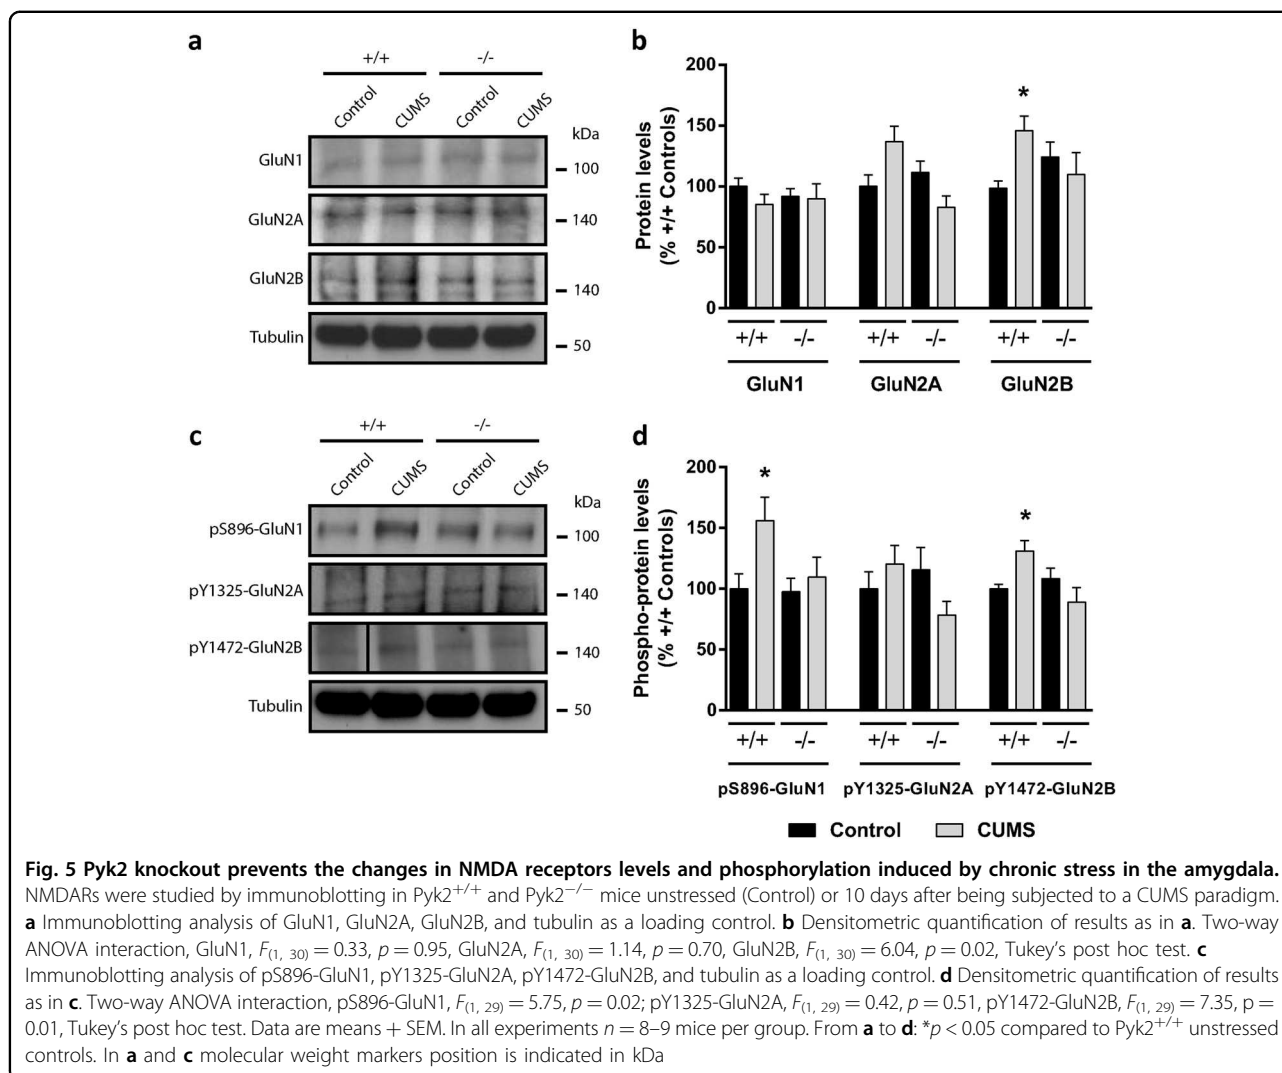 a
+/+ -/-
Control CUMS Control CUMS
kDa
GluN1
100
GluN2A
140
GluN2B
140
Tubulin
50
b
Protein levels
(% +/+ Controls)
200
150
100
50
0
*
+/+ -/- +/+ -/- +/+ -/-
GluN1 GluN2A GluN2B
c
+/+ -/-
Control CUMS Control CUMS
kDa
pS896-GluN1
100
pY1325-GluN2A
140
pY1472-GluN2B
140
Tubulin
50
d
Phospho-protein levels
(% +/+ Controls)
200
150
100
50
0
* *
+/+ -/- +/+ -/- +/+ -/-
pS896-GluN1 pY1325-GluN2A pY1472-GluN2B
Control CUMS
Fig. 5 Pyk2 knockout prevents the changes in NMDA receptors levels and phosphorylation induced by chronic stress in the amygdala.
NMDARs were studied by immunoblotting in Pyk2+/+ and Pyk2−/− mice unstressed (Control) or 10 days after being subjected to a CUMS paradigm.
a Immunoblotting analysis of GluN1, GluN2A, GluN2B, and tubulin as a loading control. b Densitometric quantification of results as in a. Two-way
ANOVA interaction, GluN1, F(1, 30) = 0.33, p = 0.95, GluN2A, F(1, 30) = 1.14, p = 0.70, GluN2B, F(1, 30) = 6.04, p = 0.02, Tukey's post hoc test. c
Immunoblotting analysis of pS896-GluN1, pY1325-GluN2A, pY1472-GluN2B, and tubulin as a loading control. d Densitometric quantification of results
as in c. Two-way ANOVA interaction, pS896-GluN1, F(1, 29) = 5.75, p = 0.02; pY1325-GluN2A, F(1, 29) = 0.42, p = 0.51, pY1472-GluN2B, F(1, 29) = 7.35, p =
0.01, Tukey's post hoc test. Data are means + SEM. In all experiments n = 8–9 mice per group. From a to d: *p < 0.05 compared to Pyk2+/+ unstressed
controls. In a and c molecular weight markers position is indicated in kDa